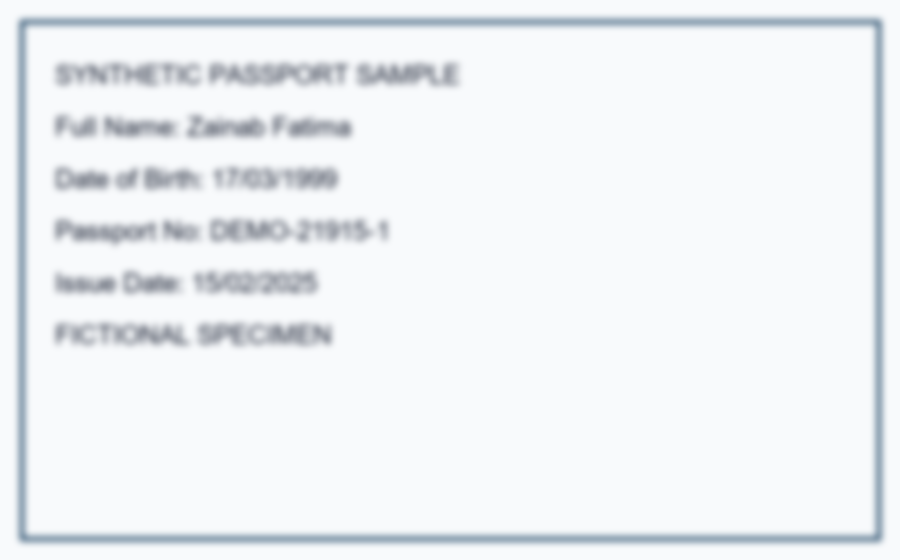 SYNTHETIC PASSPORT SAMPLE
Full Name: Zainab Fatima
Date of Birth: 17/03/1999
Passport No: DEMO-21915-1
Issue Date: 15/02/2025
FICTIONAL SPECIMEN